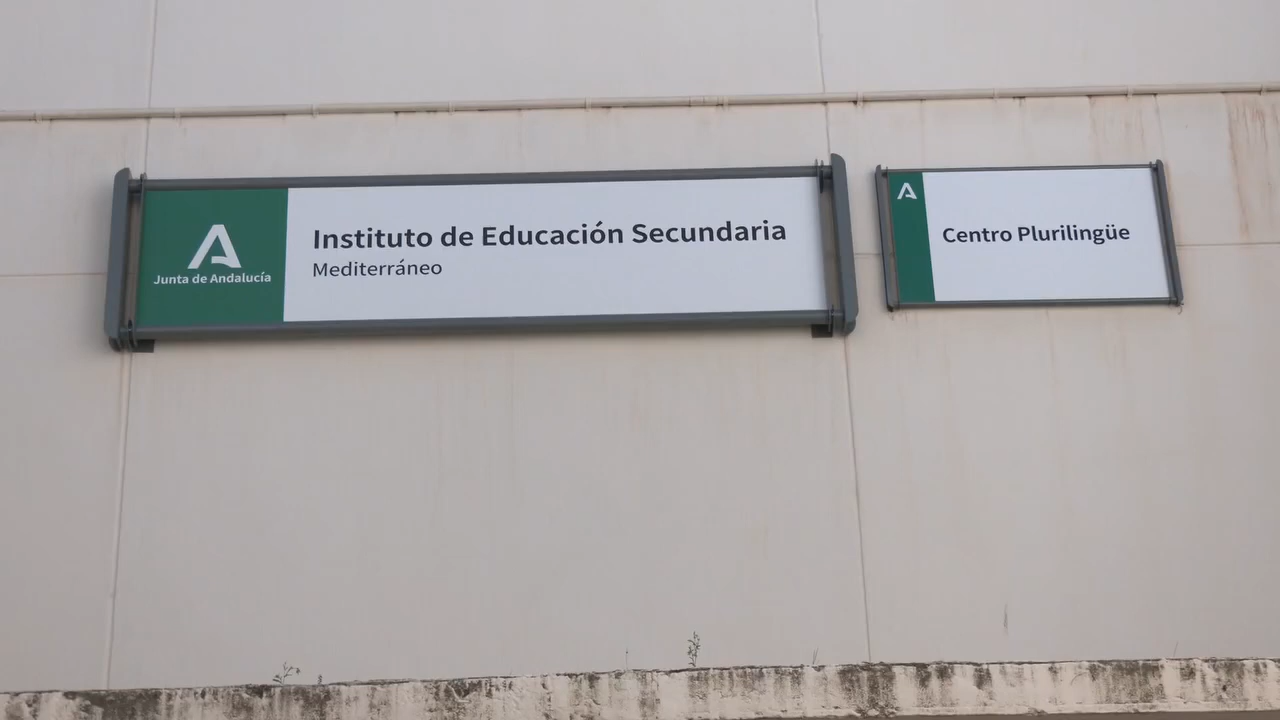 Instituto de Educación Secundaria
Mediterráneo
Junta de Andalucía
Centro Plurilingüe